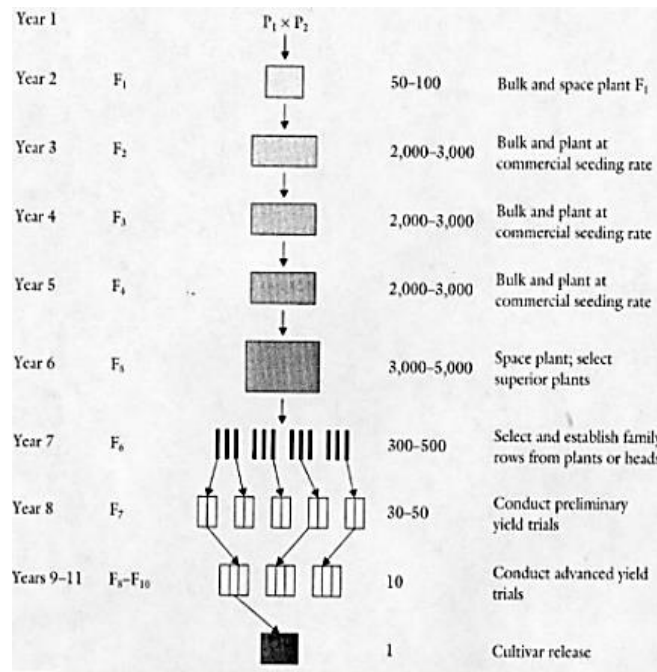 Year 1 P₁ × P₂
Year 2 F₁ 50–100 Bulk and space plant F₁
Year 3 F₂ 2,000–3,000 Bulk and plant at
commercial seeding rate
Year 4 F₃ 2,000–3,000 Bulk and plant at
commercial seeding rate
Year 5 F₄ 2,000–3,000 Bulk and plant at
commercial seeding rate
Year 6 F₅ 3,000–5,000 Space plant; select
superior plants
Year 7 F₆ 300–500 Select and establish family
rows from plants or heads
Year 8 F₇ 30–50 Conduct preliminary
yield trials
Years 9–11 F₈–F₁₀ 10 Conduct advanced yield
trials
1 Cultivar release